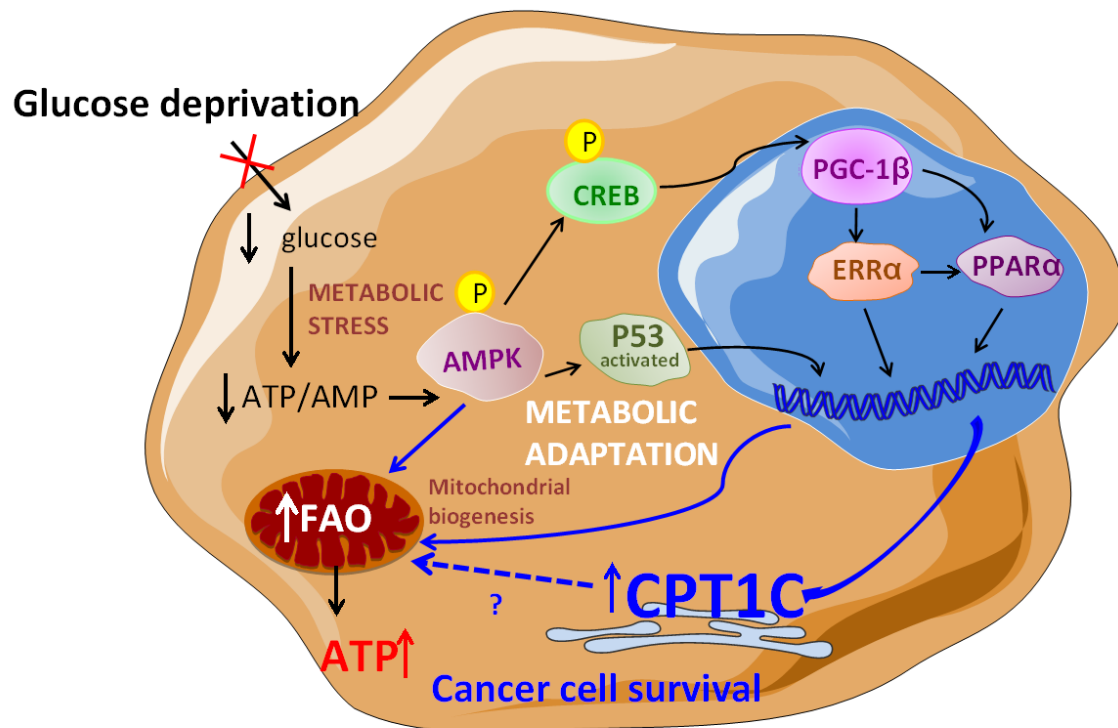 Glucose deprivation
glucose
METABOLIC
STRESS
ATP/AMP
P
AMPK
P
CREB
P53
activated
PGC-1β
ERRα
PPARα
METABOLIC
ADAPTATION
Mitochondrial
biogenesis
FAO
ATP
?
CPT1C
Cancer cell survival